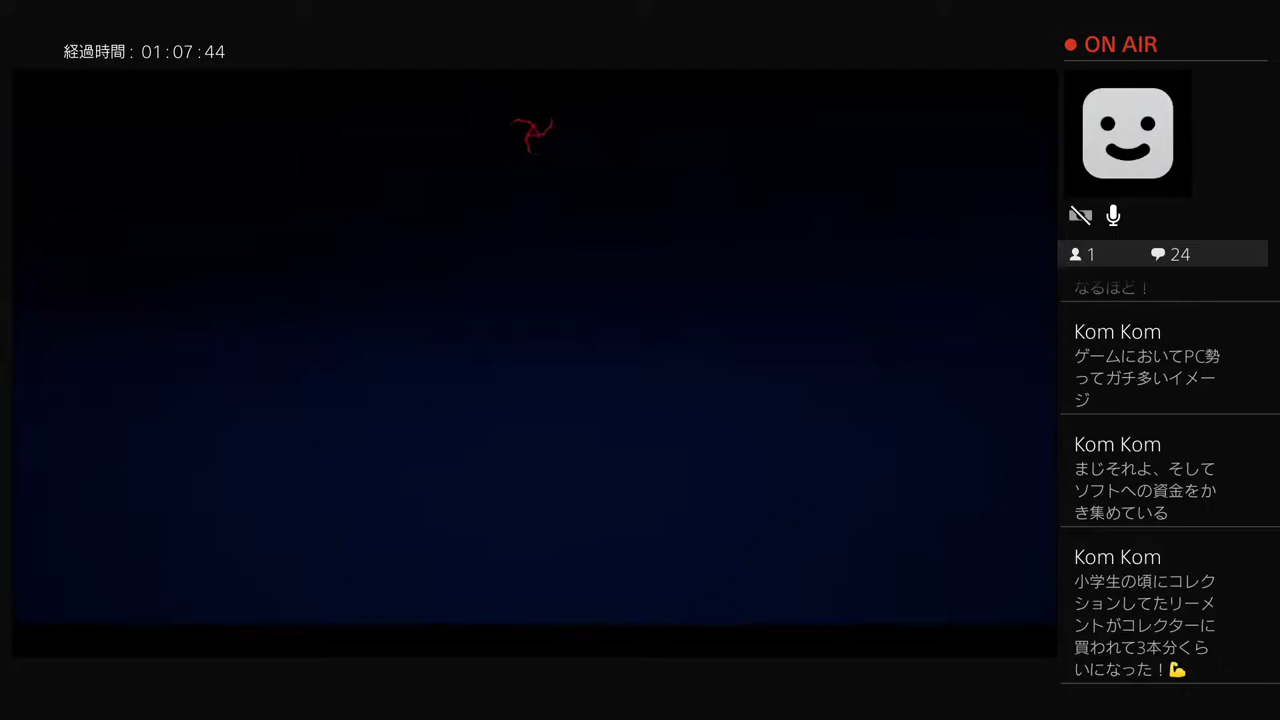 経過時間 : 01:07:44
ON AIR
1
24
なるほど！
Kom Kom
ゲームにおいてPC勢
ってガチ多いイメー
ジ
Kom Kom
まじそれよ、そして
ソフトへの資金をか
き集めている
Kom Kom
小学生の頃にコレク
ションしてたリーメ
ントがコレクターに
買われて3本分くら
いになった！💪